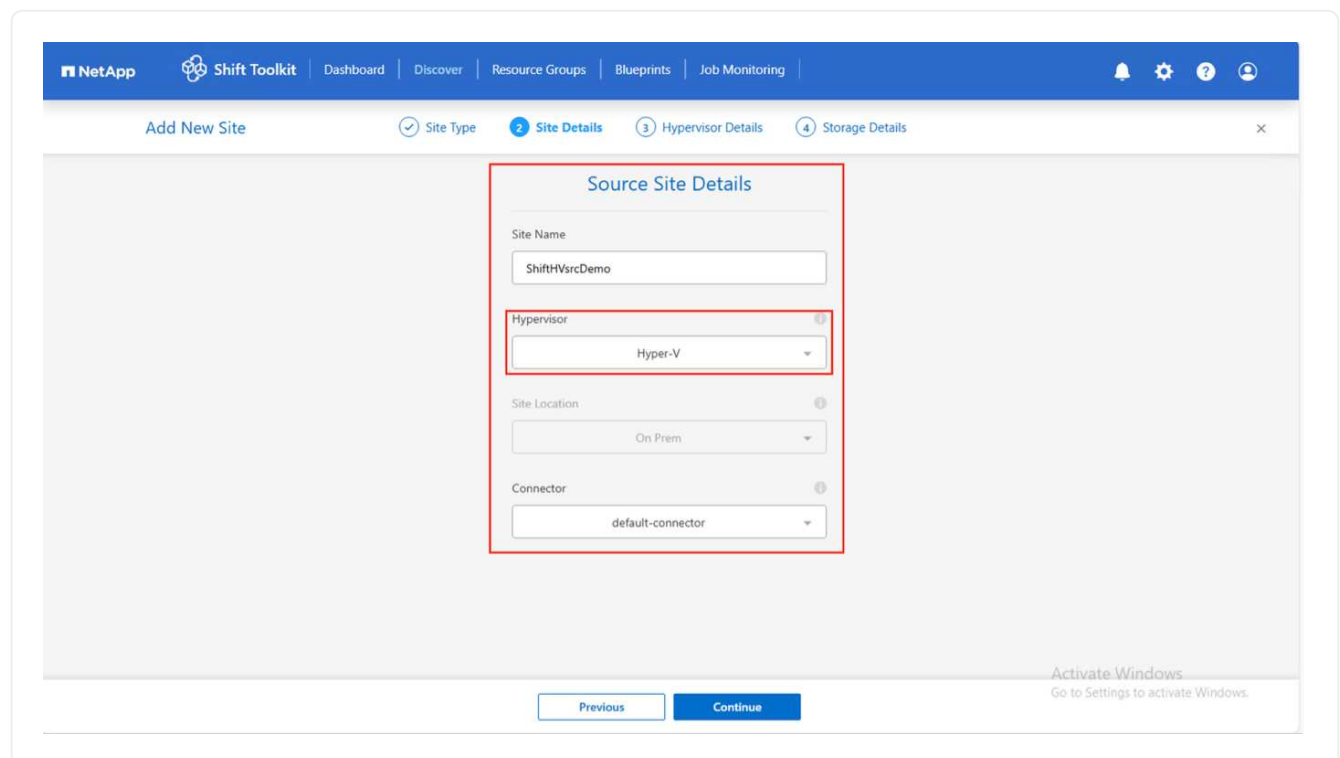 NetApp Shift Toolkit Dashboard Discover Resource Groups Blueprints Job Monitoring ?
Add New Site Site Type 2 Site Details 3 Hypervisor Details 4 Storage Details ×
Source Site Details
Site Name
ShiftHVsrcDemo
Hypervisor
Hyper-V
Site Location
On Prem
Connector
default-connector
Activate Windows
Go to Settings to activate Windows.
Previous Continue